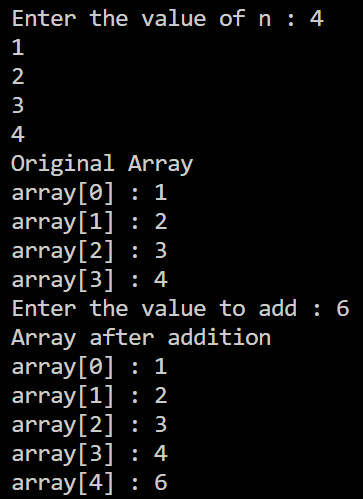 Enter the value of n : 4
1
2
3
4
Original Array
array[0] : 1
array[1] : 2
array[2] : 3
array[3] : 4
Enter the value to add : 6
Array after addition
array[0] : 1
array[1] : 2
array[2] : 3
array[3] : 4
array[4] : 6